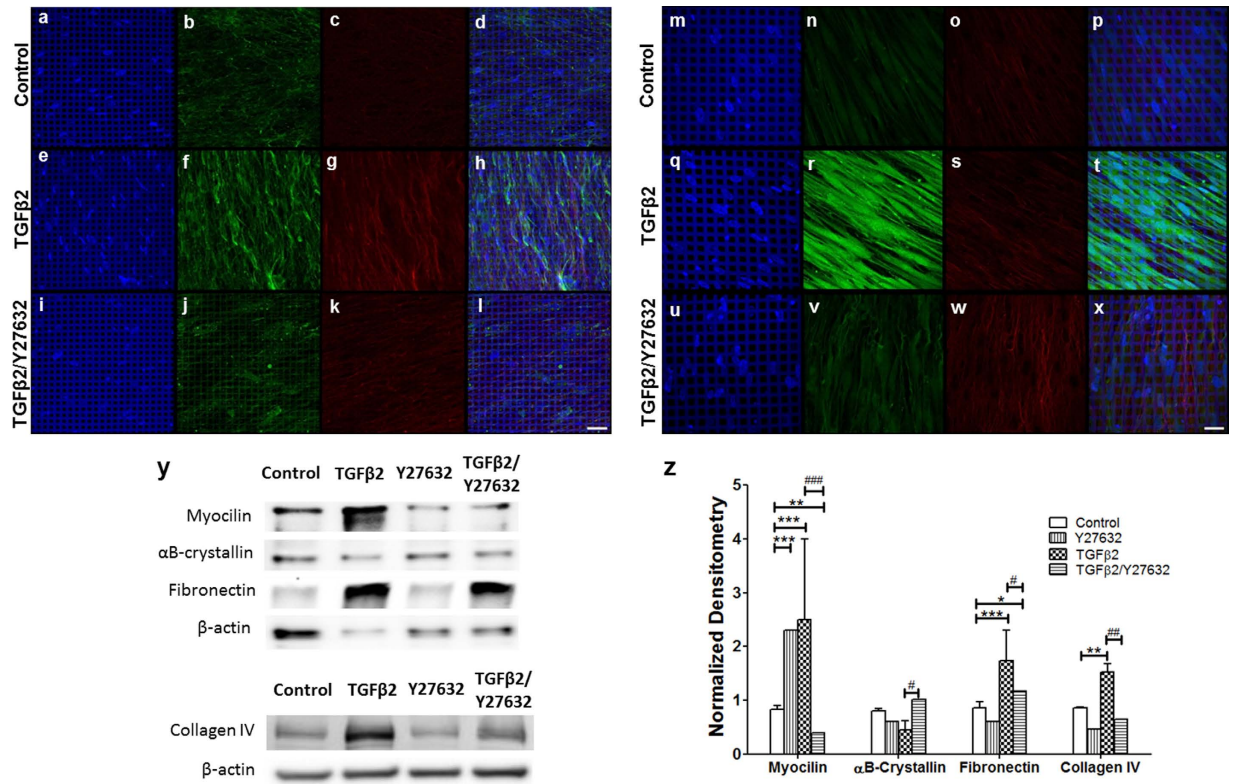 a b c d
Control
e f g h
TGFβ2
i j k l
TGFβ2/Y27632
m n o p
Control
q r s t
TGFβ2
u v w x
TGFβ2/Y27632
y
Control TGFβ2 Y27632 TGFβ2/
Y27632
Myocilin
αB-crystallin
Fibronectin
β-actin
Control TGFβ2 Y27632 TGFβ2/
Y27632
Collagen IV
β-actin
z
Normalized Densitometry
5
4
3
2
1
0
###
**
***
***
#
#
*
***
##
**
Control
Y27632
TGFβ2
TGFβ2/Y27632
Myocilin αB-Crystallin Fibronectin Collagen IV